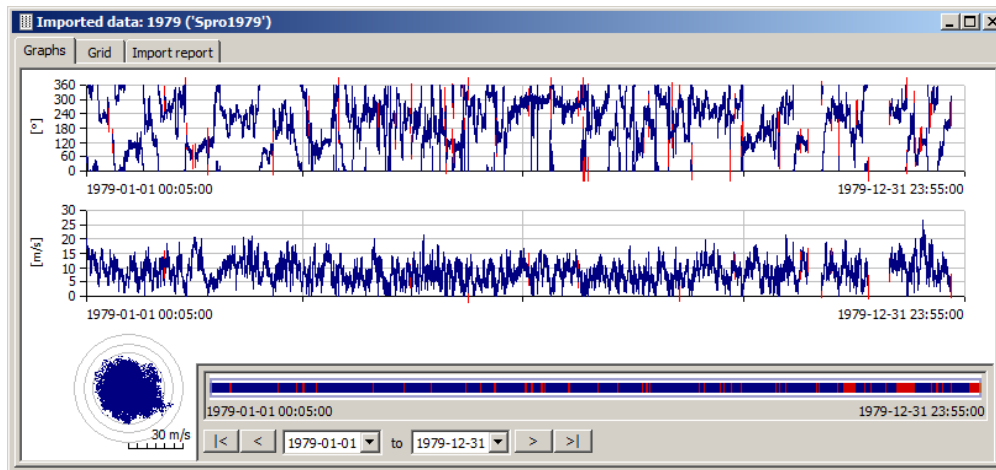 Imported data: 1979 ('Spro1979')
Graphs Grid Import report
360
300
240
180
120
60
0
[°]
1979-01-01 00:05:00 1979-12-31 23:55:00
30
25
20
15
10
5
0
[m/s]
1979-01-01 00:05:00 1979-12-31 23:55:00
30 m/s
1979-01-01 00:05:00 1979-12-31 23:55:00
|< < 1979-01-01 to 1979-12-31 > >|